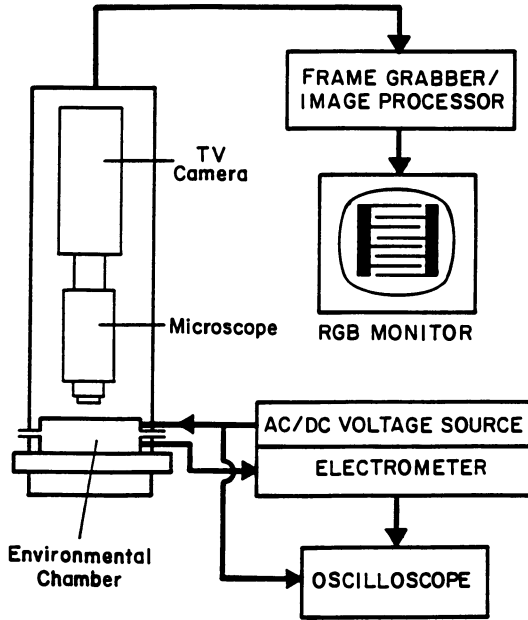 FRAME GRABBER/
IMAGE PROCESSOR
TV
Camera
Microscope
RGB MONITOR
AC/DC VOLTAGE SOURCE
ELECTROMETER
Environmental
Chamber
OSCILLOSCOPE